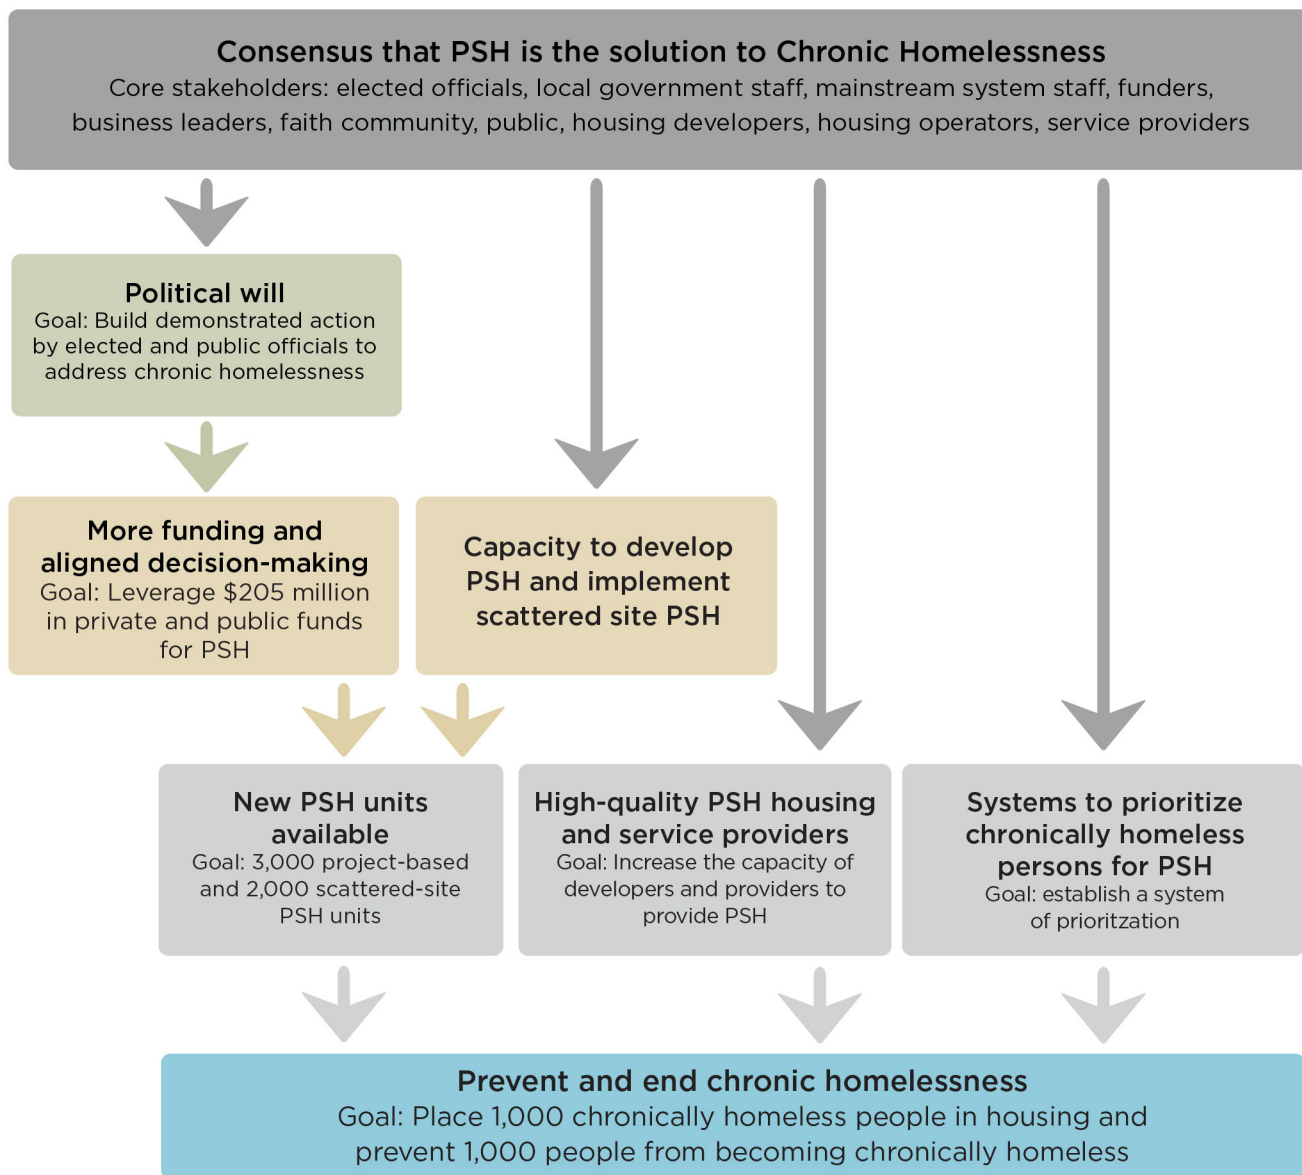 Consensus that PSH is the solution to Chronic Homelessness
Core stakeholders: elected officials, local government staff, mainstream system staff, funders,
business leaders, faith community, public, housing developers, housing operators, service providers
Political will
Goal: Build demonstrated action
by elected and public officials to
address chronic homelessness
More funding and
aligned decision-making
Goal: Leverage $205 million
in private and public funds
for PSH
Capacity to develop
PSH and implement
scattered site PSH
New PSH units
available
Goal: 3,000 project-based
and 2,000 scattered-site
PSH units
High-quality PSH housing
and service providers
Goal: Increase the capacity of
developers and providers to
provide PSH
Systems to prioritize
chronically homeless
persons for PSH
Goal: establish a system
of prioritzation
Prevent and end chronic homelessness
Goal: Place 1,000 chronically homeless people in housing and
prevent 1,000 people from becoming chronically homeless